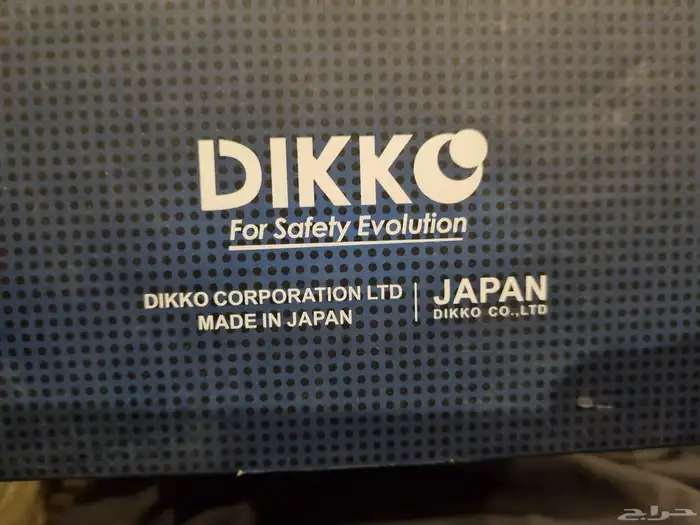 DIKKO
For Safety Evolution
DIKKO CORPORATION LTD
MADE IN JAPAN
JAPAN
DIKKO CO.,LTD
حراج